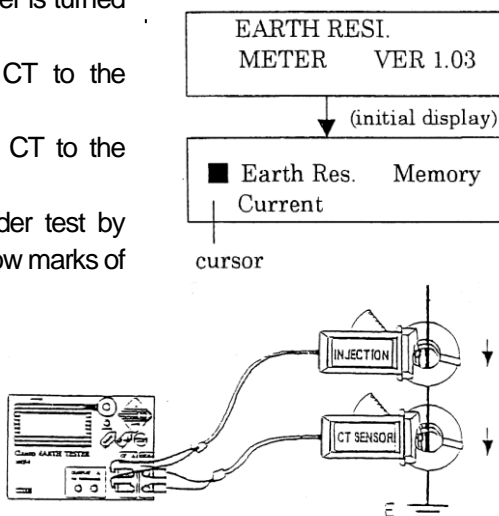 er is turned
CT to the
CT to the
der test by
ow marks of
EARTH RESI.
METER VER 1.03
(initial display)
Earth Res. Memory
Current
cursor
INJECTION
CT SENSOR
EARTH TESTER
E